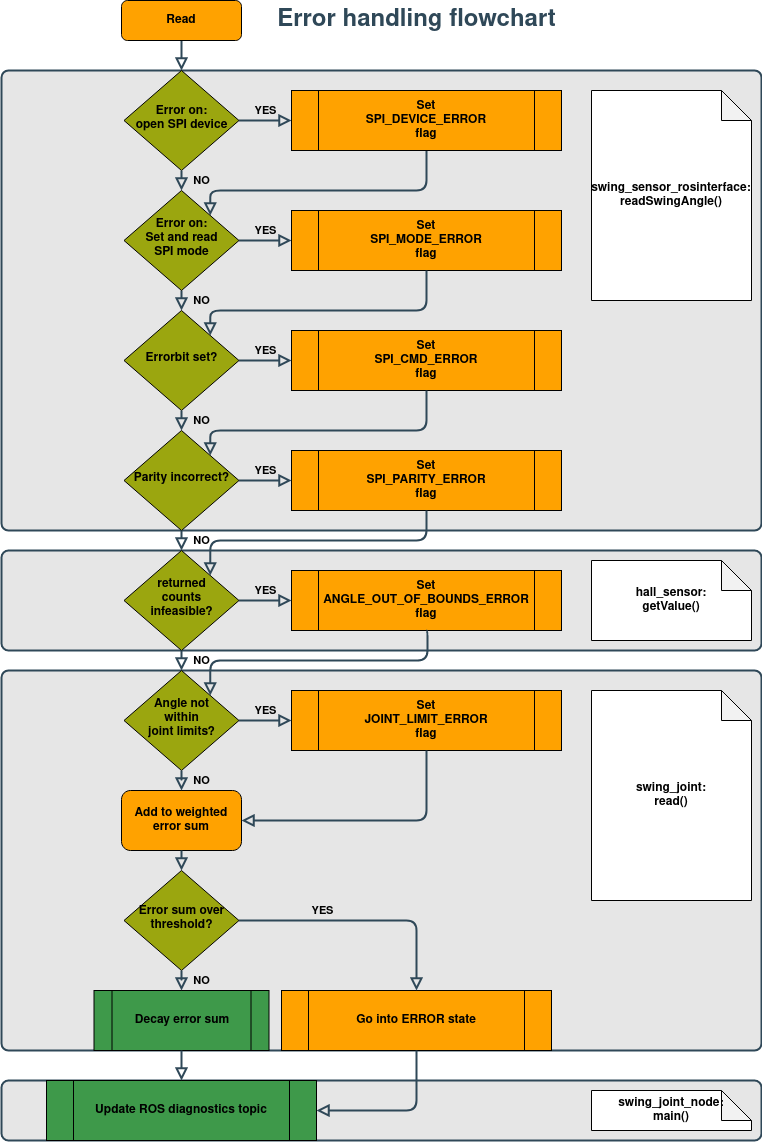 Read
Error handling flowchart
Error on:
open SPI device
YES
Set
SPI_DEVICE_ERROR
flag
swing_sensor_rosinterface:
readSwingAngle()
NO
Error on:
Set and read
SPI mode
YES
Set
SPI_MODE_ERROR
flag
NO
Errorbit set?
YES
Set
SPI_CMD_ERROR
flag
NO
Parity incorrect?
YES
Set
SPI_PARITY_ERROR
flag
NO
returned
counts
infeasible?
YES
Set
ANGLE_OUT_OF_BOUNDS_ERROR
flag
hall_sensor:
getValue()
NO
Angle not
within
joint limits?
YES
Set
JOINT_LIMIT_ERROR
flag
swing_joint:
read()
NO
Add to weighted
error sum
Error sum over
threshold?
YES
NO
Decay error sum
Go into ERROR state
Update ROS diagnostics topic
swing_joint_node:
main()